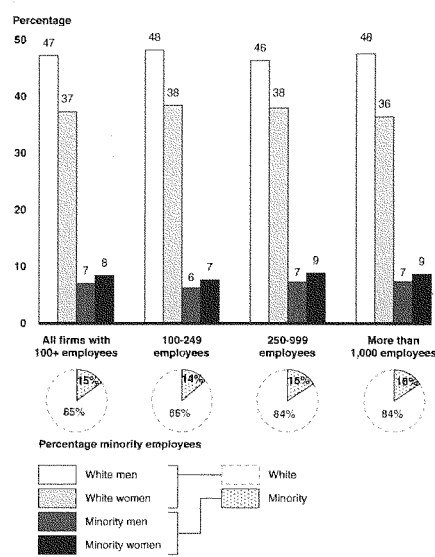 Percentage
50
40
30
20
10
0
47
37
7
8
48
38
6
7
46
38
7
9
48
36
7
9
All firms with
100+ employees
100-249
employees
250-999
employees
More than
1,000 employees
15%
85%
14%
86%
84%
16%
84%
Percentage minority employees
White men
White women
Minority men
Minority women
White
Minority